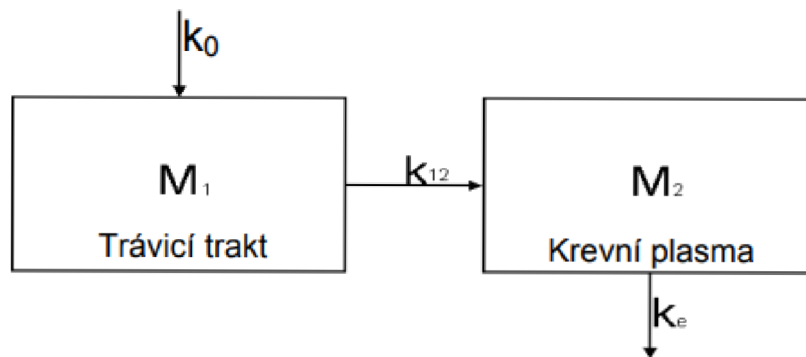 k0
M1
Trávicí trakt
k12
M2
Krevní plasma
ke